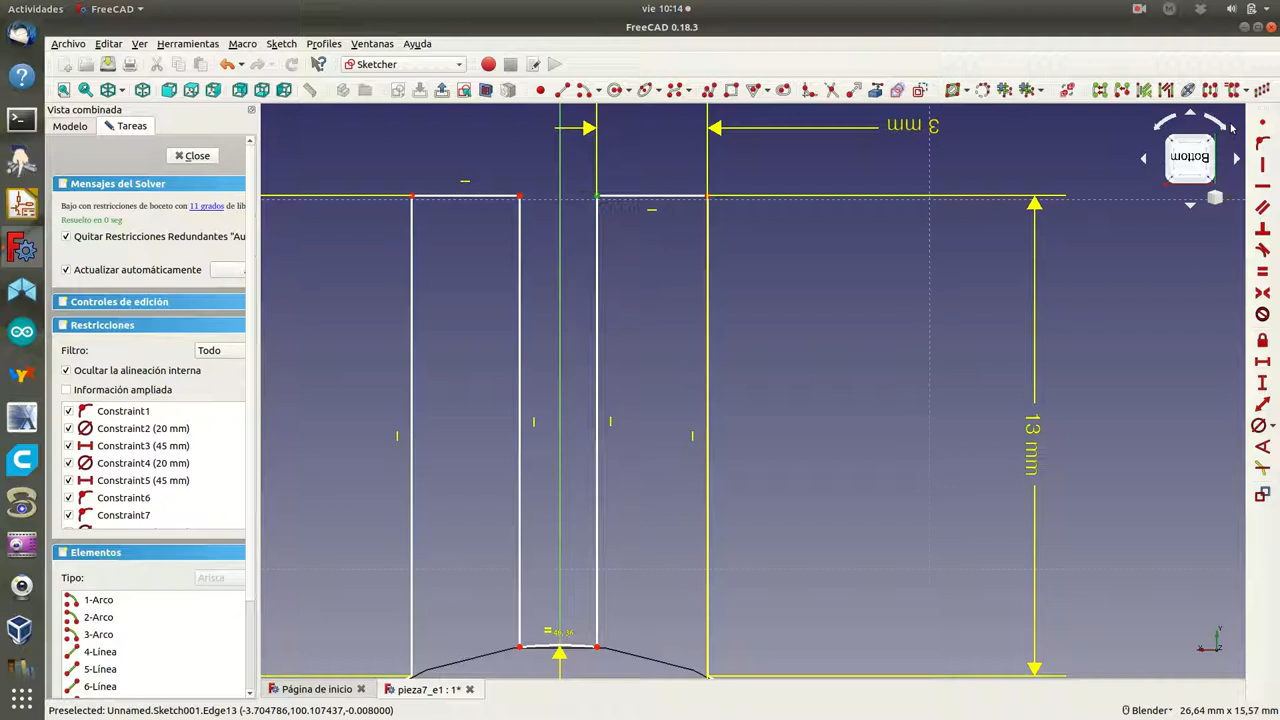 Actividades FreeCAD vie 10:14
FreeCAD 0.18.3
Archivo Editar Ver Herramientas Macro Sketch Profiles Ventanas Ayuda
Sketcher
Vista combinada
Modelo Tareas
Close
Mensajes del Solver
Bajo con restricciones de boceto con 11 grados de lib
Resuelto en 0 seg
Quitar Restricciones Redundantes "Au
Actualizar automáticamente
Controles de edición
Restricciones
Filtro: Todo
Ocultar la alineación interna
Información ampliada
Constraint1
Constraint2 (20 mm)
Constraint3 (45 mm)
Constraint4 (20 mm)
Constraint5 (45 mm)
Constraint6
Constraint7
Elementos
Tipo: Arista
1-Arco
2-Arco
3-Arco
4-Línea
5-Línea
6-Línea
3 mm
Bottom
13 mm
Y
X
Página de inicio pieza7_e1 : 1*
Preselected: Unnamed.Sketch001.Edge13 (-3.704786,100.107437,-0.008000)
Blender 26,64 mm x 15,57 mm